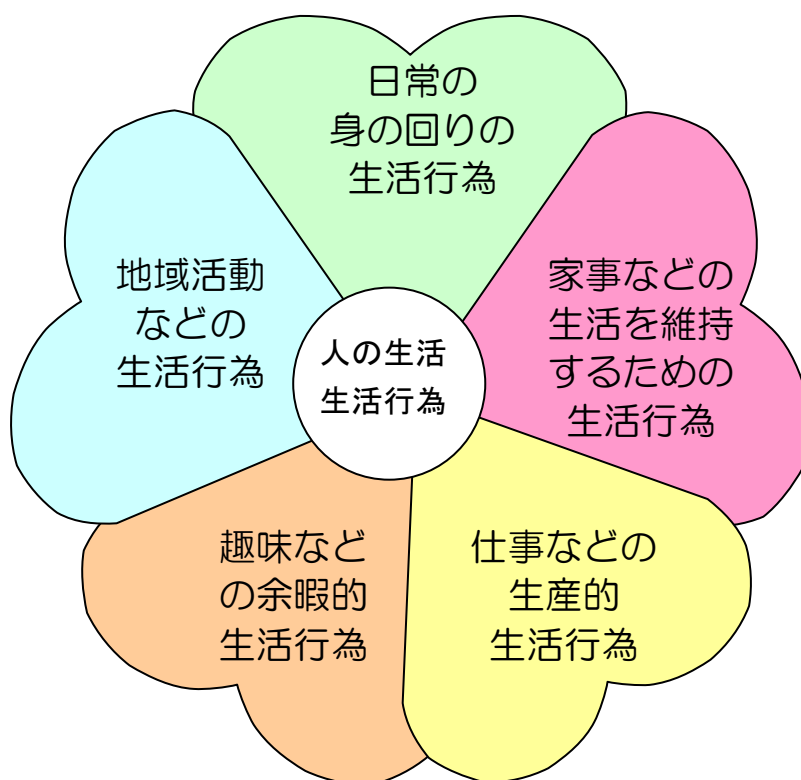 日常の
身の回りの
生活行為
家事などの
生活を維持
するための
生活行為
仕事などの
生産的
生活行為
趣味など
の余暇的
生活行為
地域活動
などの
生活行為
人の生活
生活行為